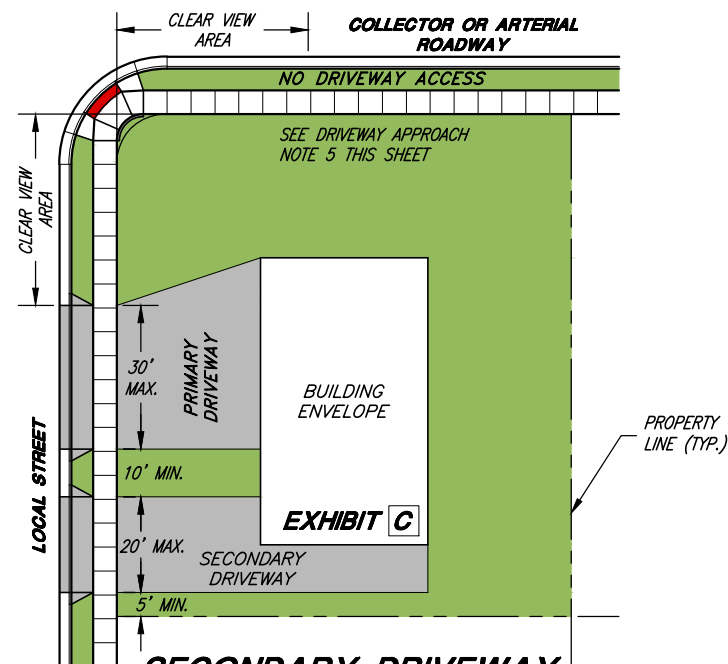 CLEAR VIEW
AREA
COLLECTOR OR ARTERIAL
ROADWAY
NO DRIVEWAY ACCESS
SEE DRIVEWAY APPROACH
NOTE 5 THIS SHEET
CLEAR VIEW
AREA
30'
MAX.
PRIMARY
DRIVEWAY
BUILDING
ENVELOPE
PROPERTY
LINE (TYP.)
LOCAL STREET
10' MIN.
EXHIBIT C
20' MAX.
SECONDARY
DRIVEWAY
5' MIN.
SECONDARY DRIVEWAY